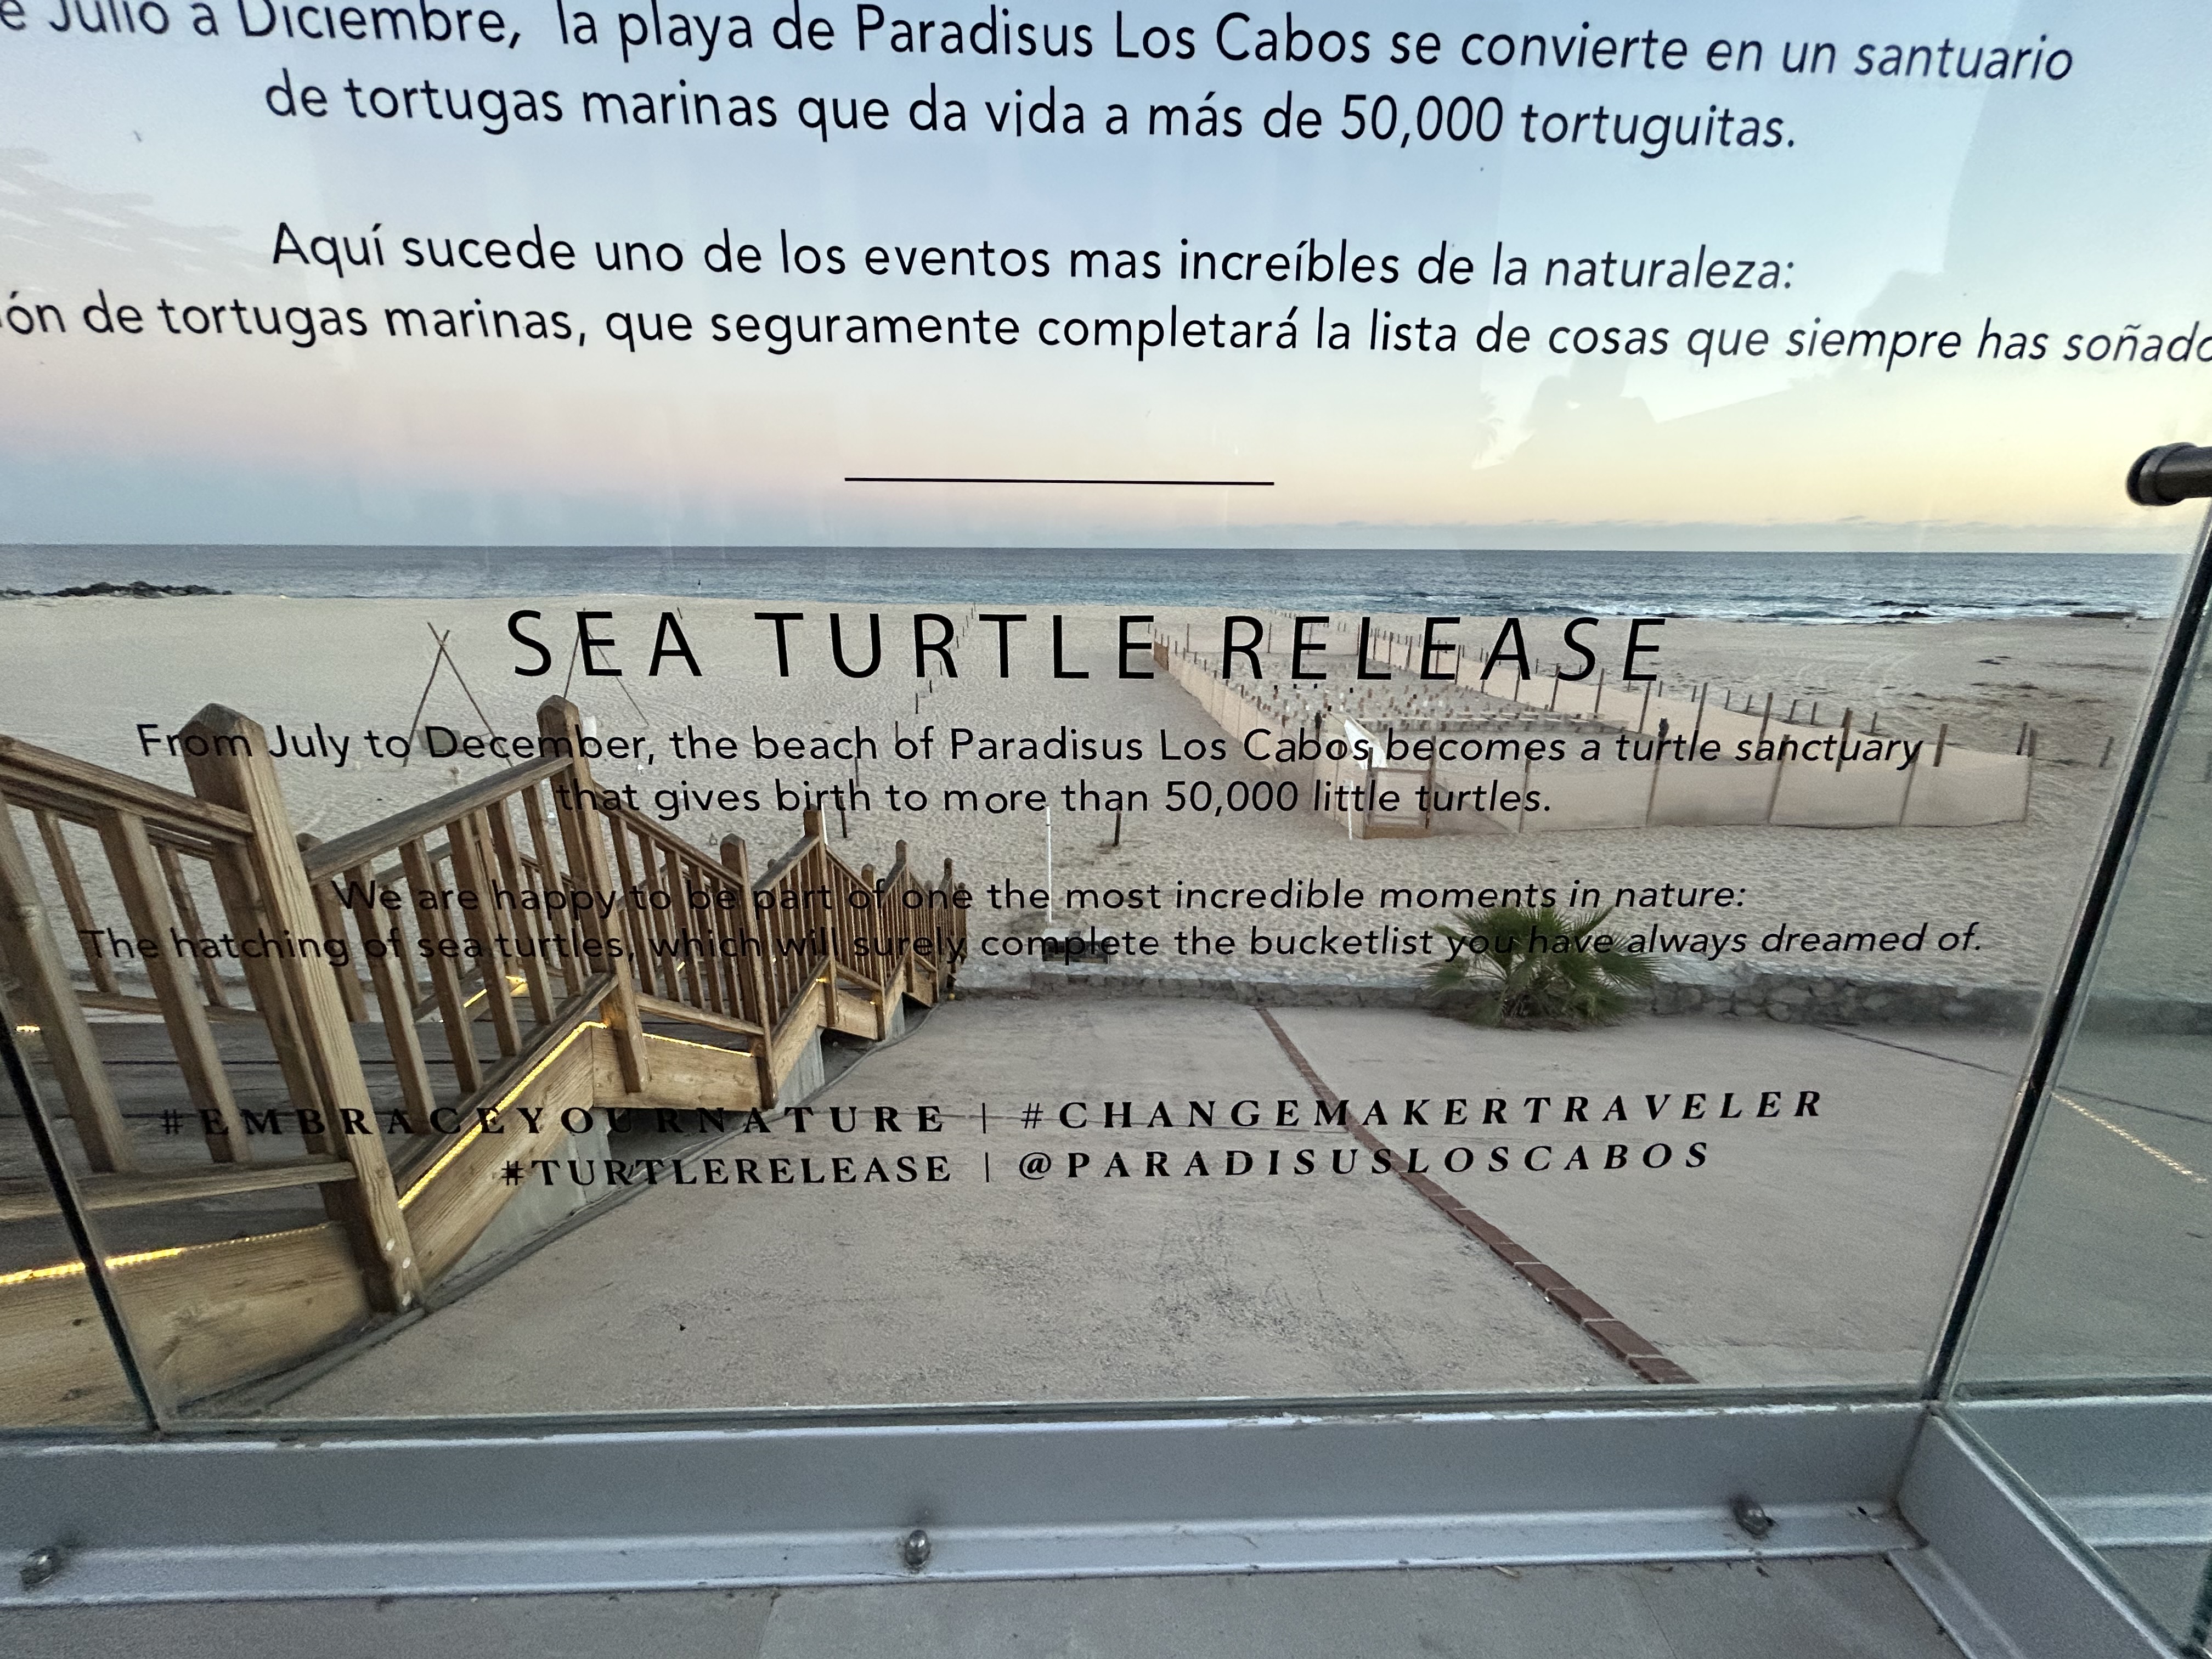 e Julio a Diciembre, la playa de Paradisus Los Cabos se convierte en un santuario
de tortugas marinas que da vida a más de 50,000 tortuguitas.
Aquí sucede uno de los eventos mas increíbles de la naturaleza:
ión de tortugas marinas, que seguramente completará la lista de cosas que siempre has soñado
SEA TURTLE RELEASE
From July to December, the beach of Paradisus Los Cabos becomes a turtle sanctuary
that gives birth to more than 50,000 little turtles.
We are happy to be part of one the most incredible moments in nature:
The hatching of sea turtles, which will surely complete the bucketlist you have always dreamed of.
#EMBRACEYOURNATURE | #CHANGEMAKERTRAVELER
#TURTLERELEASE | @PARADISUSLOSCABOS